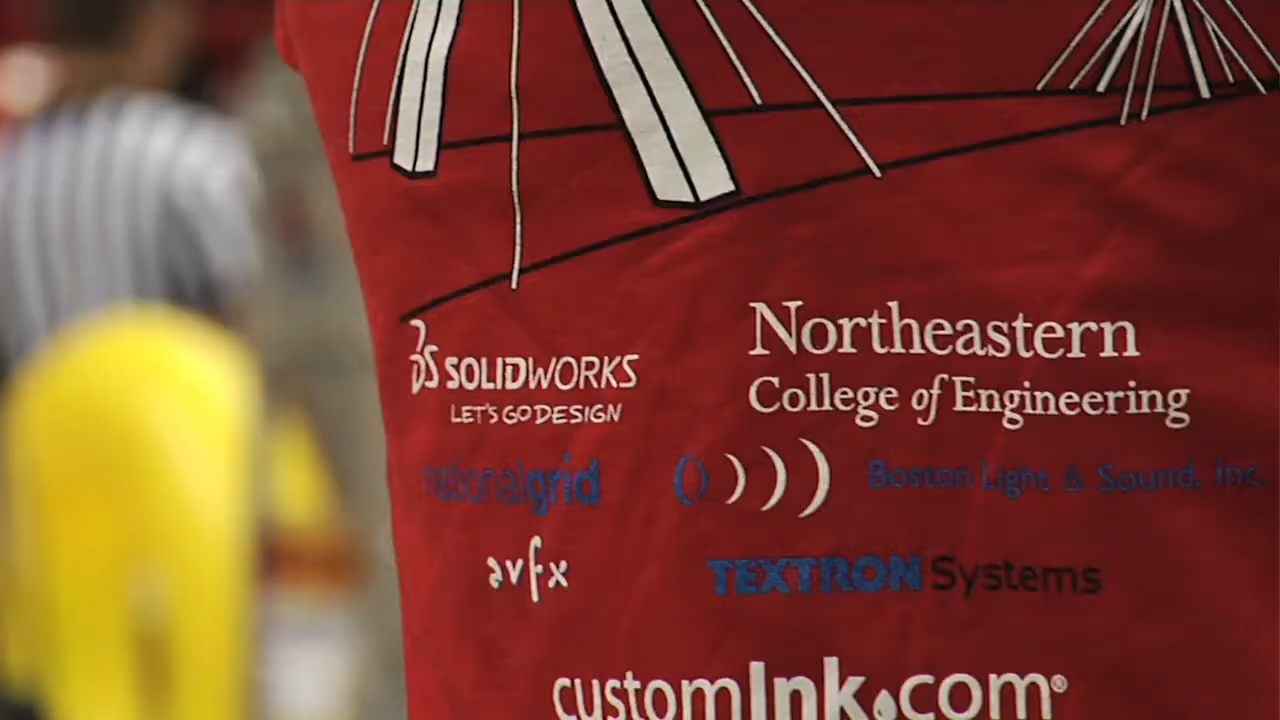 SOLIDWORKS
LET'S GO DESIGN
Northeastern
College of Engineering
nationalgrid
Boston Light & Sound, Inc.
avfx
TEXTRON Systems
customInk.com®